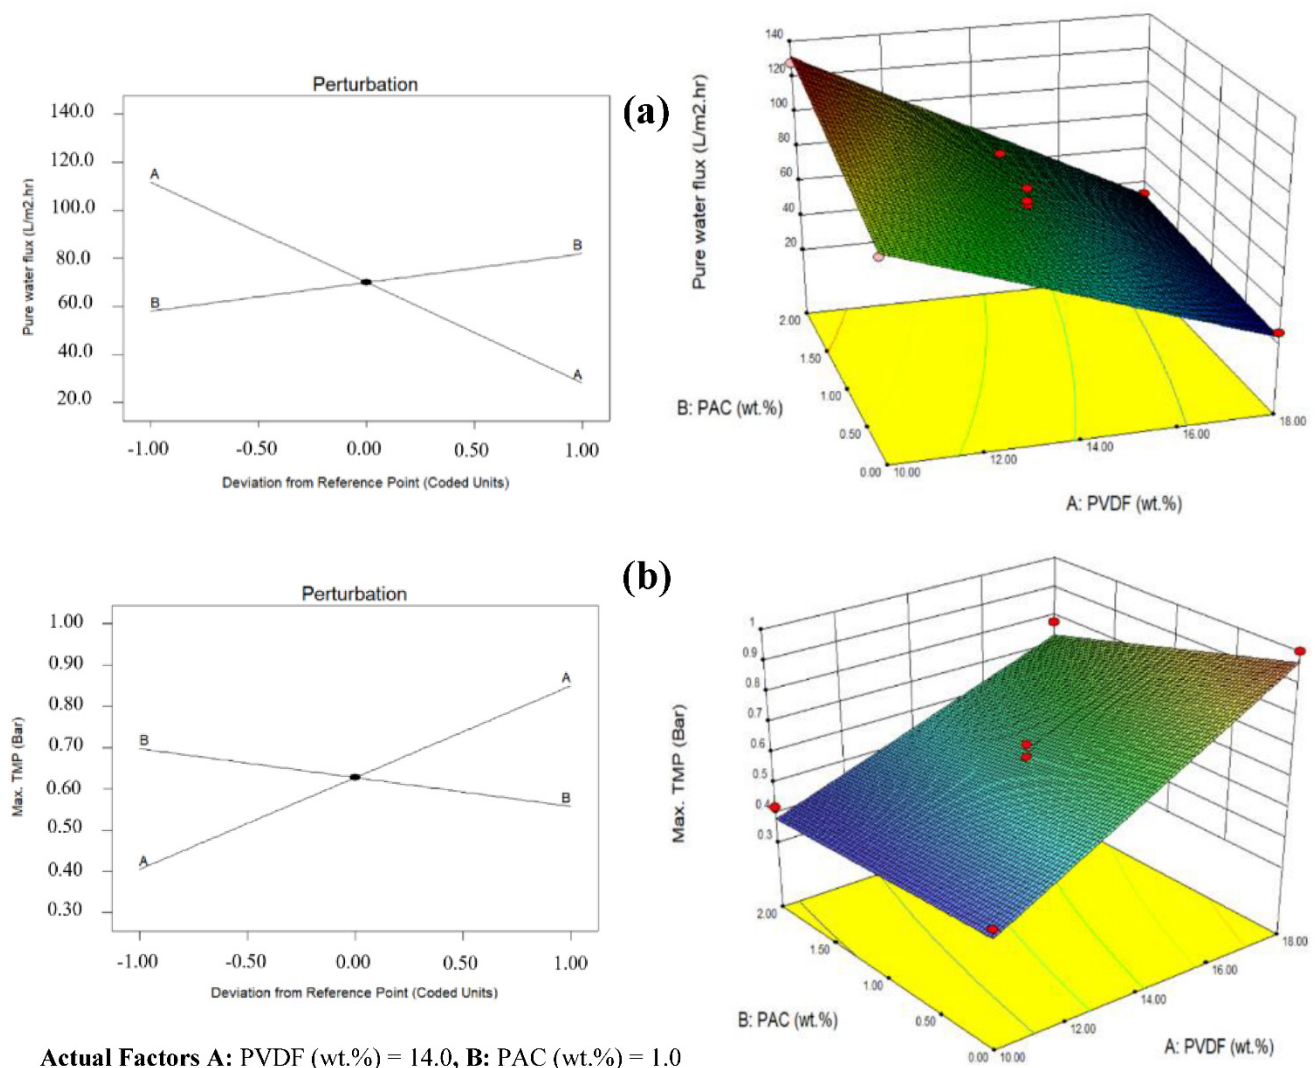 (a)
Perturbation
140.0
120.0
100.0
80.0
60.0
40.0
20.0
Pure water flux (L/m2.hr)
A
B
B
A
-1.00
-0.50
0.00
0.50
1.00
Deviation from Reference Point (Coded Units)
140
120
100
80
60
40
20
Pure water flux (L/m2.hr)
2.00
1.50
1.00
0.50
0.00
B: PAC (wt.%)
10.00
12.00
14.00
16.00
18.00
A: PVDF (wt.%)
(b)
Perturbation
1.00
0.90
0.80
0.70
0.60
0.50
0.40
0.30
Max. TMP (Bar)
B
A
A
B
-1.00
-0.50
0.00
0.50
1.00
Deviation from Reference Point (Coded Units)
1
0.9
0.8
0.7
0.6
0.5
0.4
0.3
Max. TMP (Bar)
2.00
1.50
1.00
0.50
0.00
B: PAC (wt.%)
10.00
12.00
14.00
16.00
18.00
A: PVDF (wt.%)
Actual Factors A: PVDF (wt.%) = 14.0, B: PAC (wt.%) = 1.0